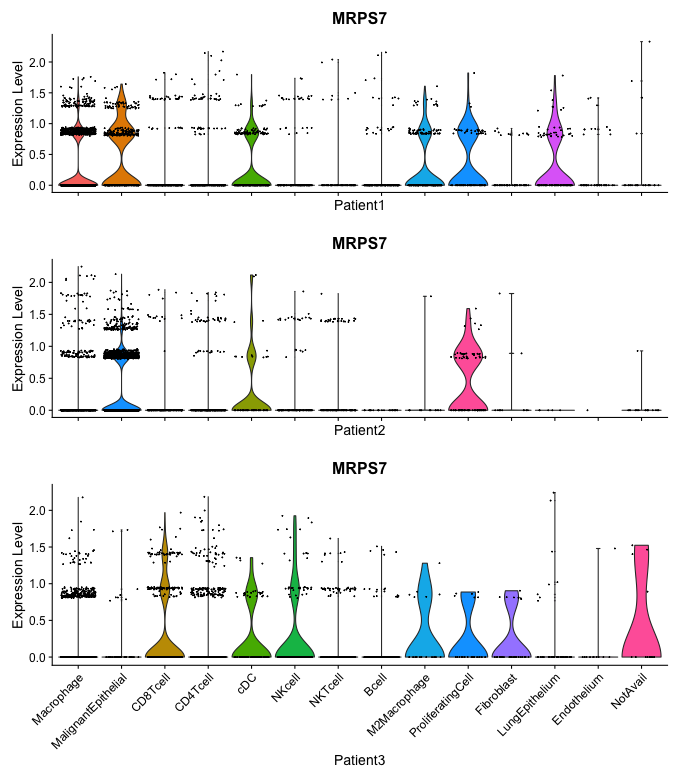 MRPS7
Expression Level
2.0
1.5
1.0
0.5
0.0
Patient1
MRPS7
Expression Level
2.0
1.5
1.0
0.5
0.0
Patient2
MRPS7
Expression Level
2.0
1.5
1.0
0.5
0.0
Macrophage
MalignantEpithelial
CD8Tcell
CD4Tcell
cDC
NKcell
NKTcell
Bcell
M2Macrophage
ProliferatingCell
Fibroblast
LungEpithelium
Endothelium
NotAvail
Patient3